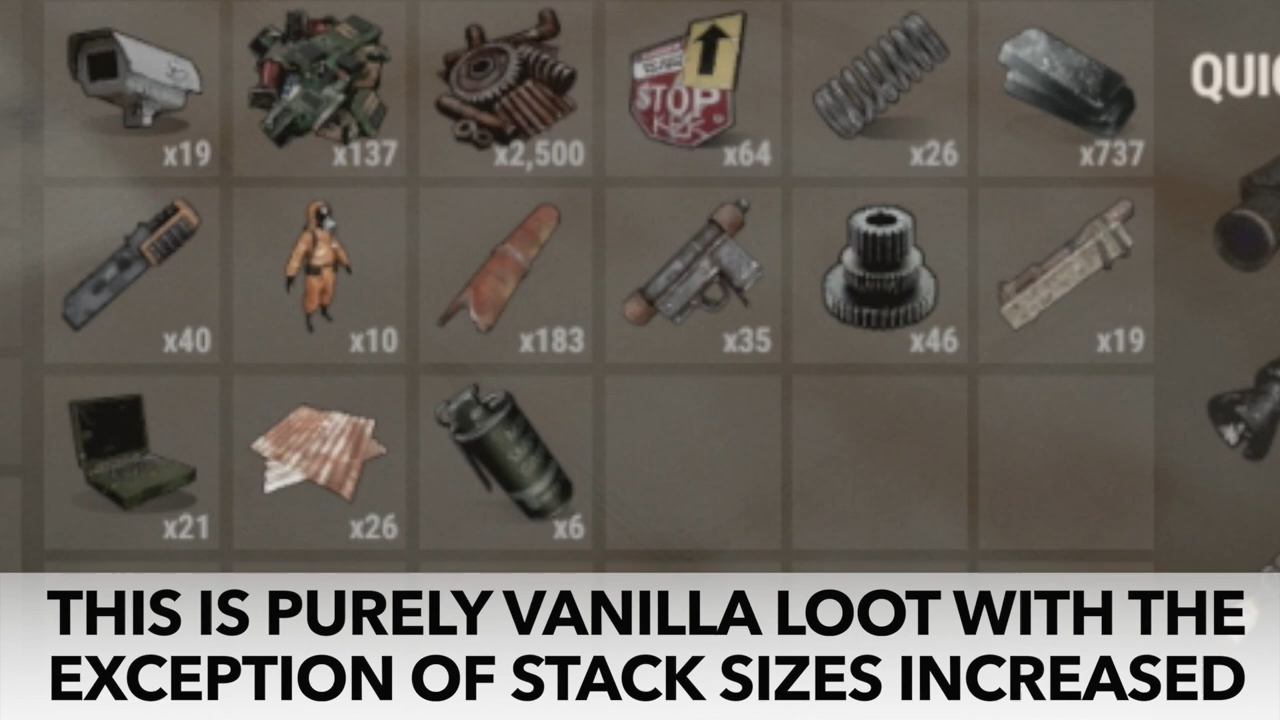 x19
x137
x2,500
STOP
x64
x26
x737
QUIC
x40
x10
x183
x35
x46
x19
x21
x26
x6
THIS IS PURELY VANILLA LOOT WITH THE
EXCEPTION OF STACK SIZES INCREASED